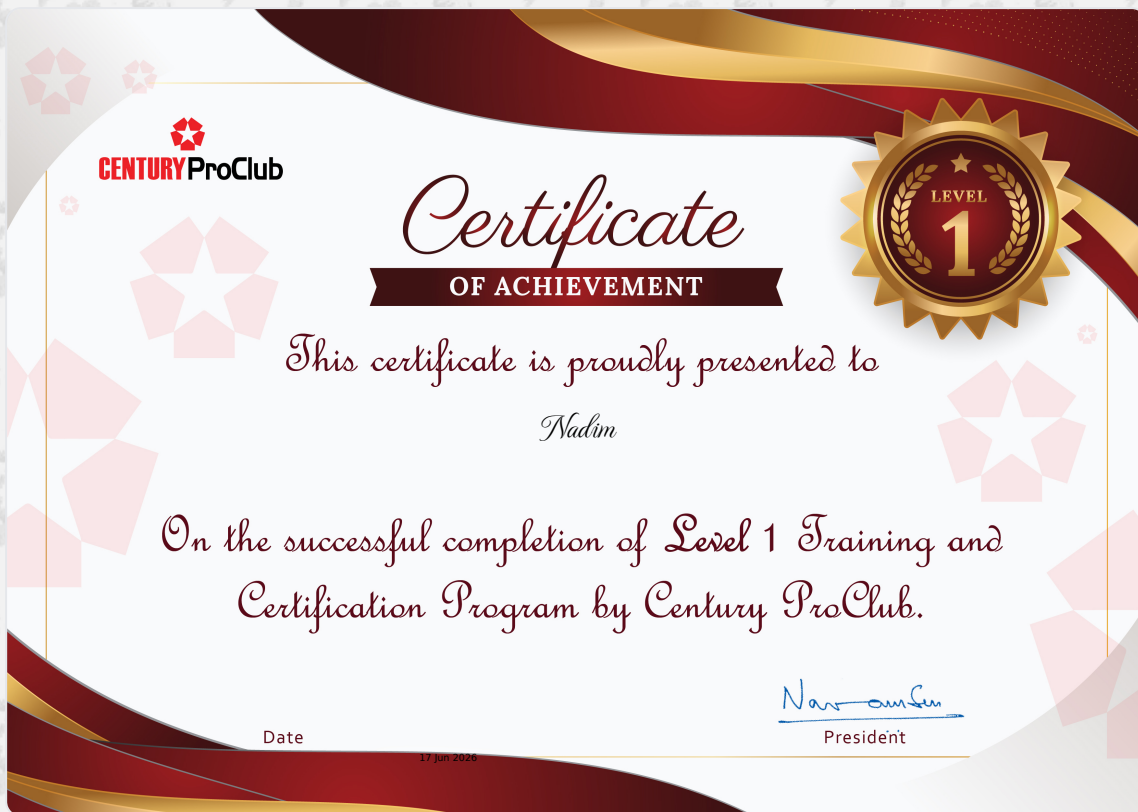 CENTURY ProClub
Certificate
OF ACHIEVEMENT
LEVEL
1
This certificate is proudly presented to
Nadim
On the successful completion of Level 1 Training and
Certification Program by Century ProClub.
Date
17 Jun 2026
President